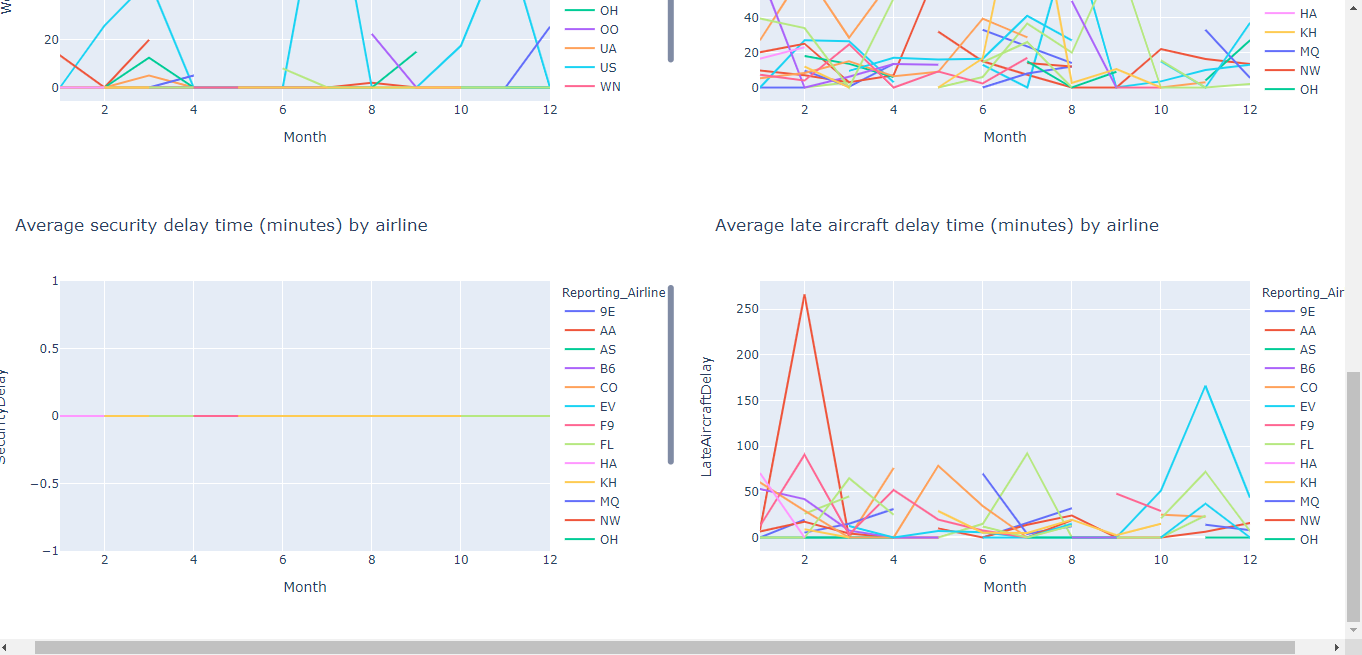 We
20
0
2
4
6
8
10
12
Month
OH
OO
UA
US
WN
40
20
0
2
4
6
8
10
12
Month
HA
KH
MQ
NW
OH
Average security delay time (minutes) by airline
1
0.5
0
−0.5
−1
SecurityDelay
2
4
6
8
10
12
Month
Reporting_Airline
9E
AA
AS
B6
CO
EV
F9
FL
HA
KH
MQ
NW
OH
Average late aircraft delay time (minutes) by airline
250
200
150
100
50
0
LateAircraftDelay
2
4
6
8
10
12
Month
Reporting_Air
9E
AA
AS
B6
CO
EV
F9
FL
HA
KH
MQ
NW
OH